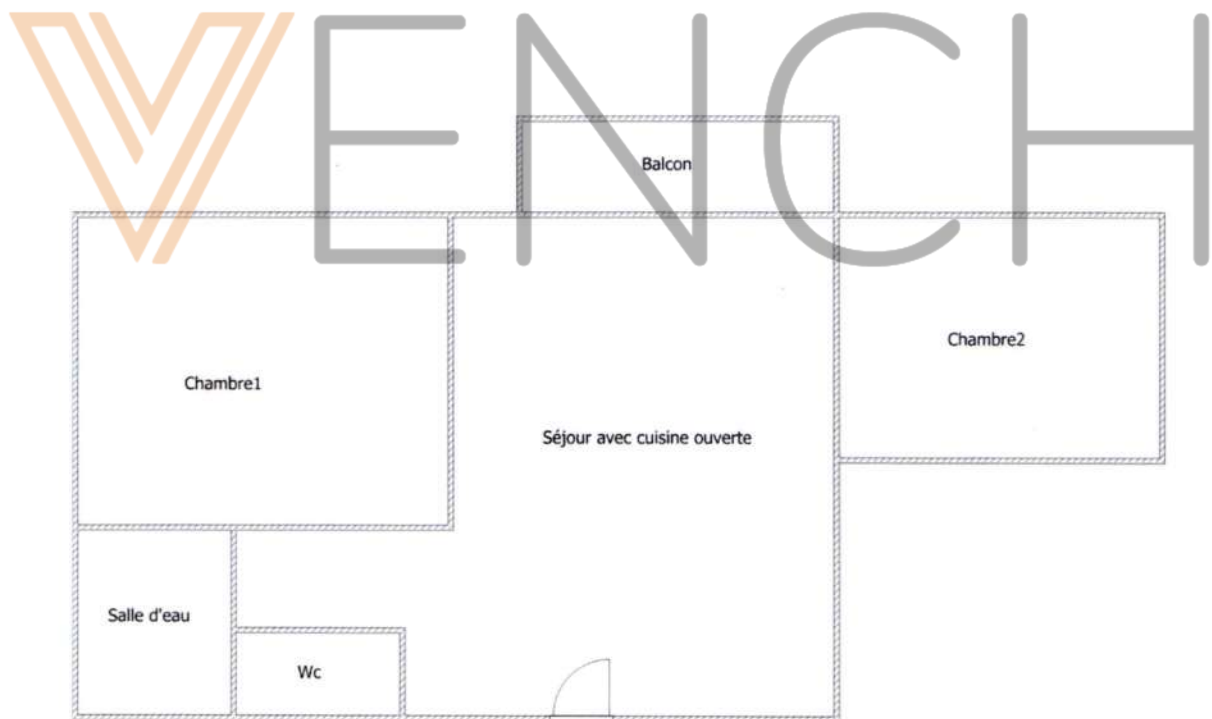 VENCH
Balcon
Chambre2
Chambre1
Séjour avec cuisine ouverte
Salle d'eau
Wc